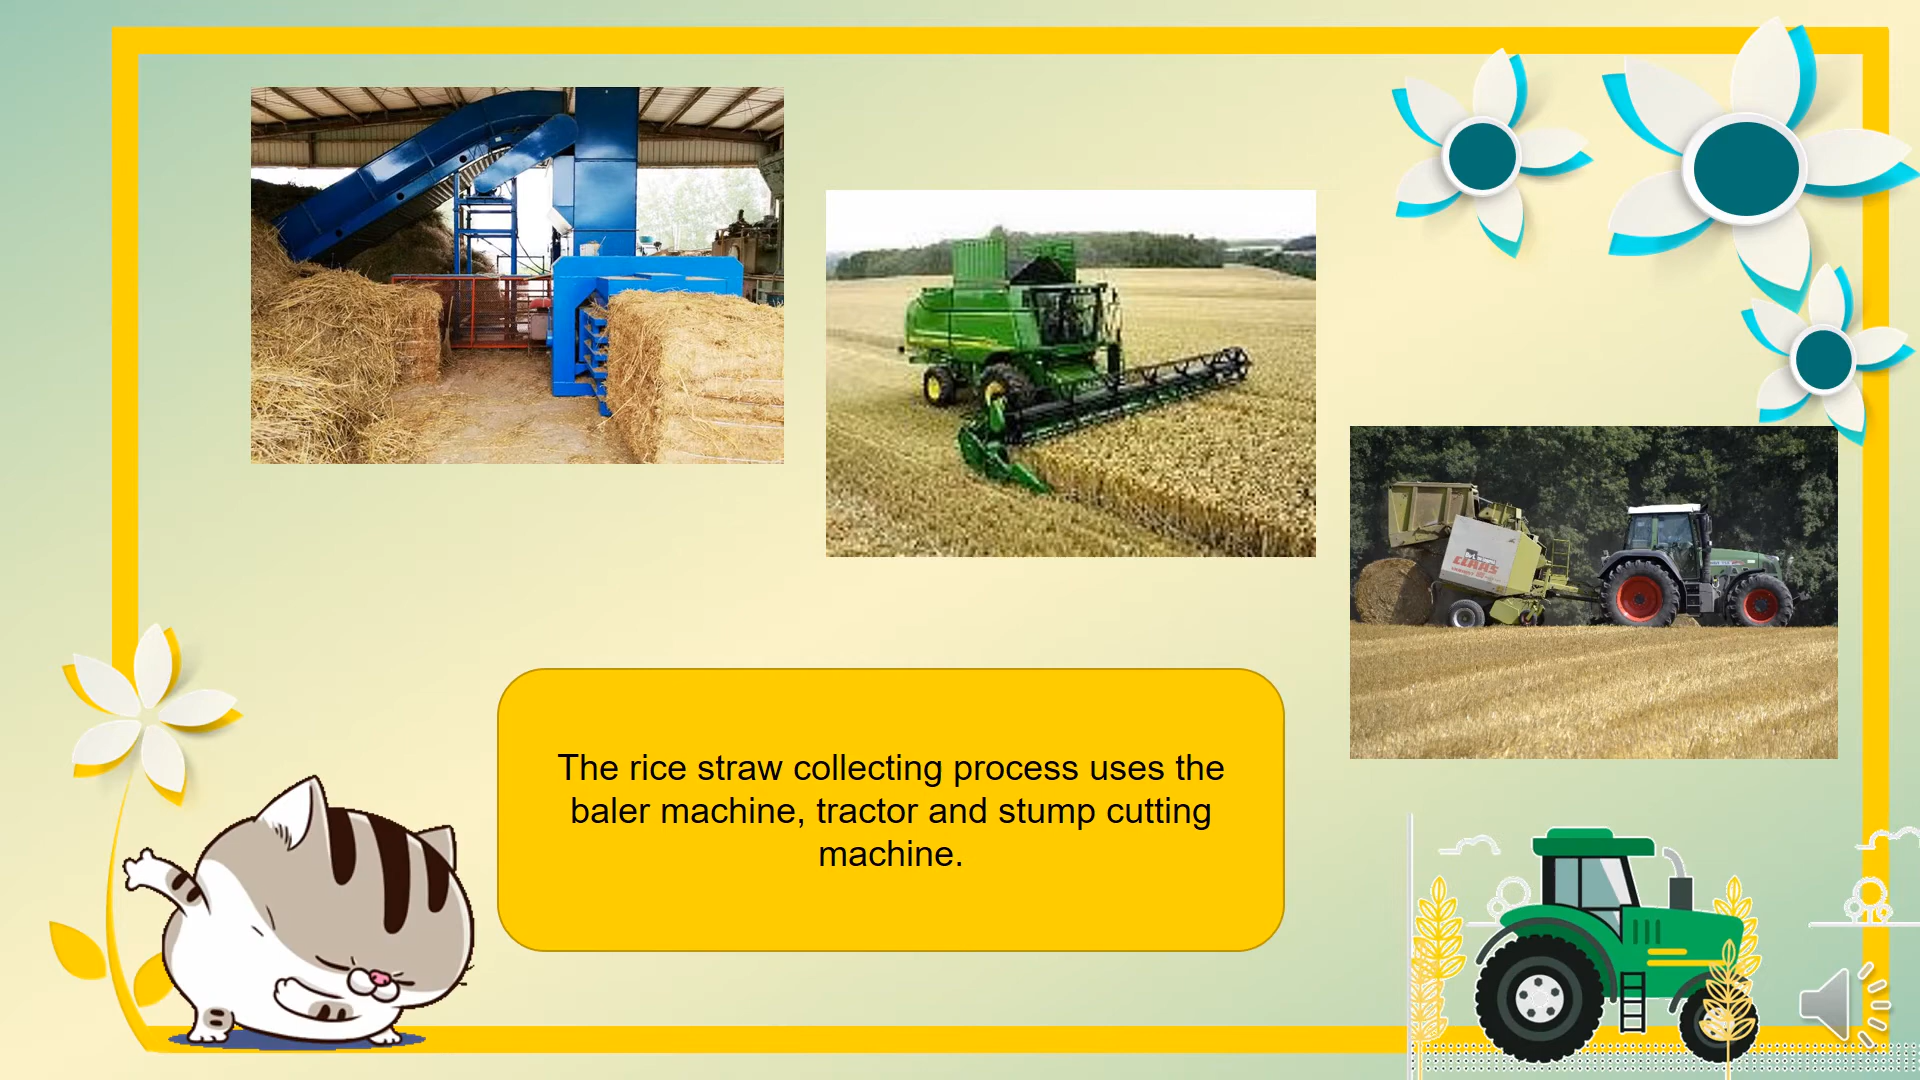 CLAAS
The rice straw collecting process uses the
baler machine, tractor and stump cutting
machine.